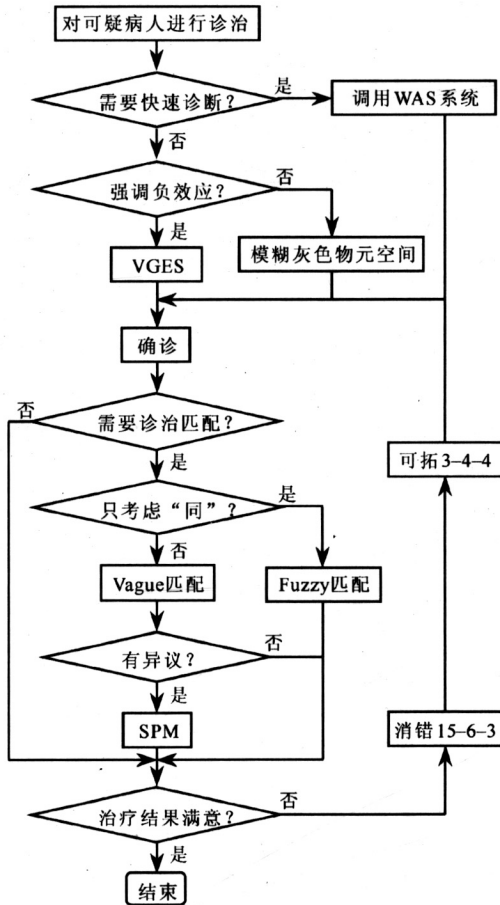 对可疑病人进行诊治
需要快速诊断?
是
调用WAS系统
否
强调负效应?
否
是
VGES
模糊灰色物元空间
确诊
否
需要诊治匹配?
是
可拓3-4-4
只考虑“同”?
是
否
Vague匹配
Fuzzy匹配
有异议?
否
是
SPM
消错15-6-3
治疗结果满意?
否
是
结束